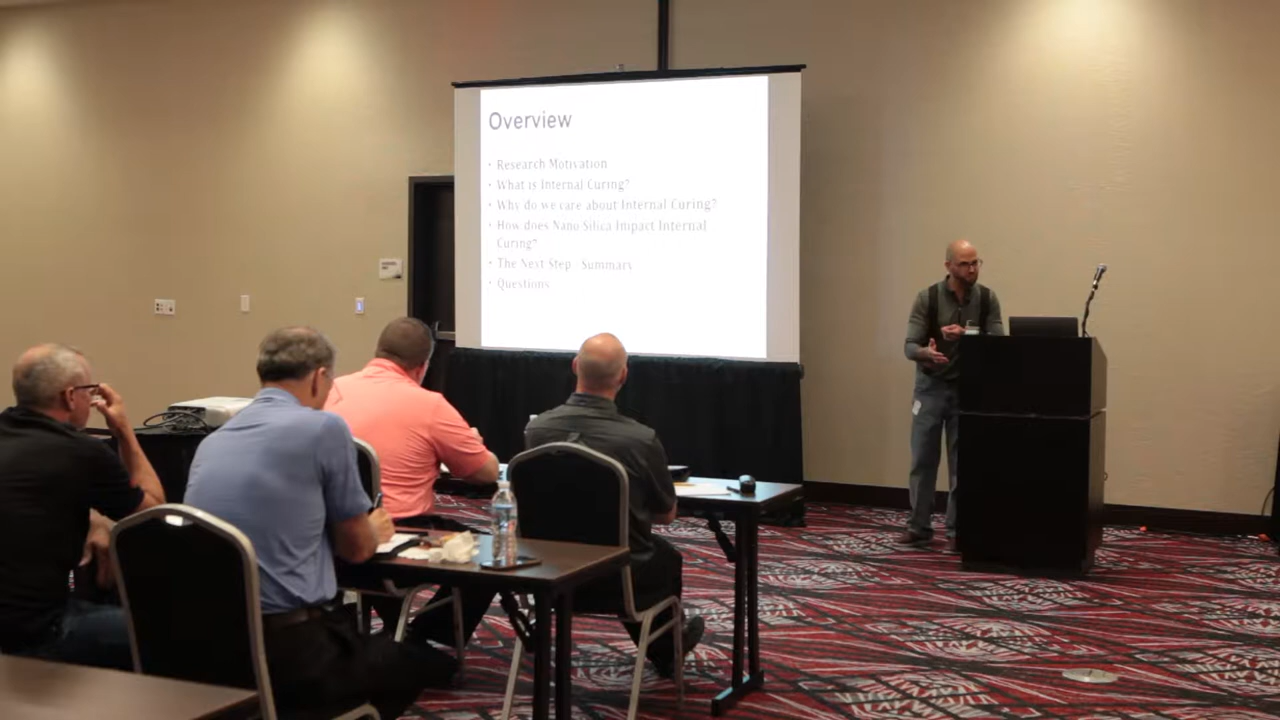 Overview
• Research Motivation
• What is Internal Curing?
• Why do we care about Internal Curing?
• How does Nano Silica Impact Internal
Curing?
• The Next Step - Summary
• Questions